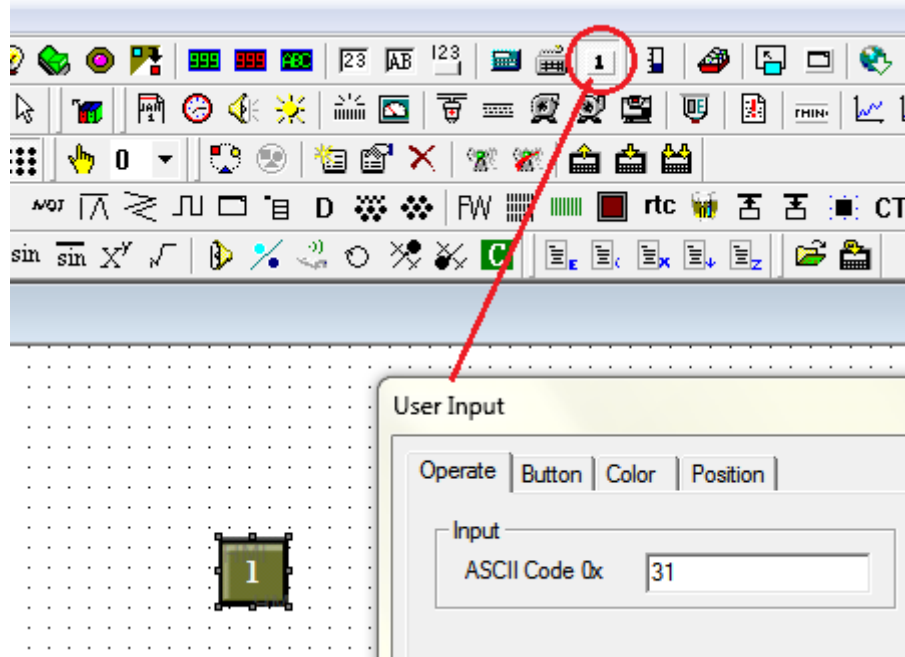 999 999 ABC 23 AB 123 1
JAM
0
NOT D FW rtc CT
sin sin X^Y √ C E x z
User Input
Operate Button Color Position
Input
ASCII Code 0x 31
1